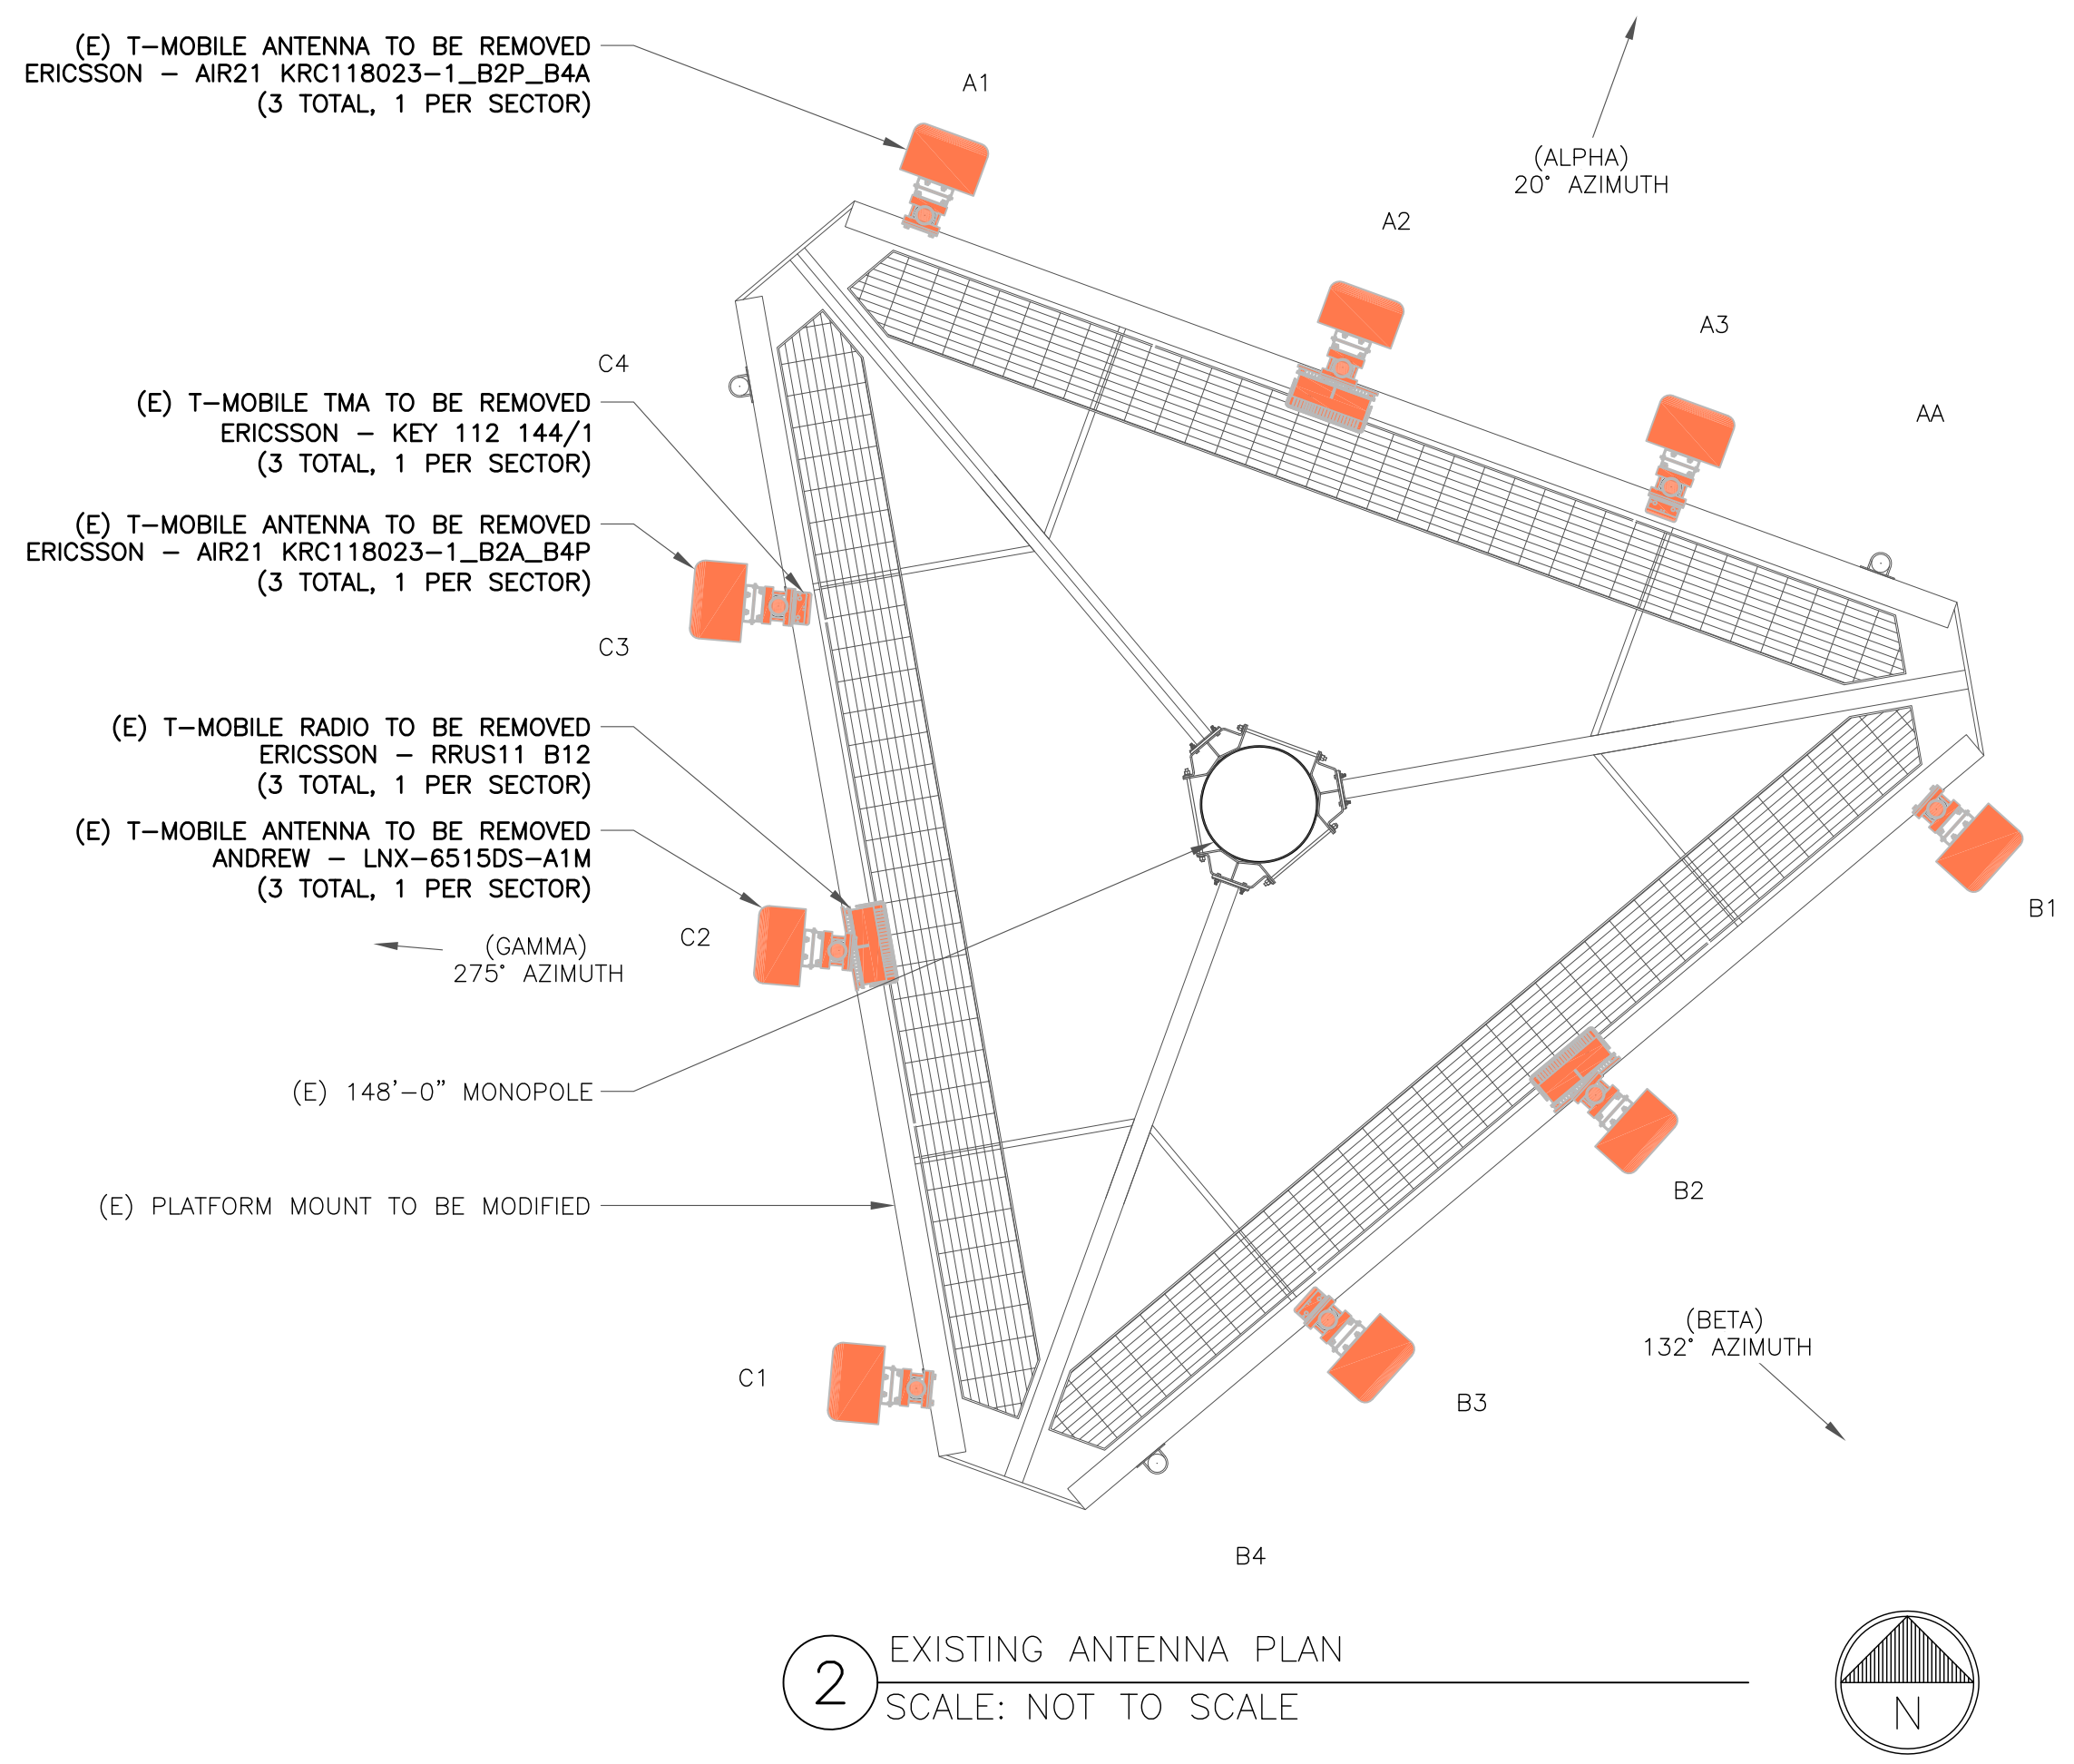 (E) T-MOBILE ANTENNA TO BE REMOVED
ERICSSON - AIR21 KRC118023-1_B2P_B4A
(3 TOTAL, 1 PER SECTOR)
A1
(ALPHA)
20° AZIMUTH
A2
A3
AA
C4
(E) T-MOBILE TMA TO BE REMOVED
ERICSSON - KEY 112 144/1
(3 TOTAL, 1 PER SECTOR)
(E) T-MOBILE ANTENNA TO BE REMOVED
ERICSSON - AIR21 KRC118023-1_B2A_B4P
(3 TOTAL, 1 PER SECTOR)
C3
(E) T-MOBILE RADIO TO BE REMOVED
ERICSSON - RRUS11 B12
(3 TOTAL, 1 PER SECTOR)
(E) T-MOBILE ANTENNA TO BE REMOVED
ANDREW - LNX-6515DS-A1M
(3 TOTAL, 1 PER SECTOR)
C2
(GAMMA)
275° AZIMUTH
B1
(E) 148'-0" MONOPOLE
B2
(E) PLATFORM MOUNT TO BE MODIFIED
(BETA)
132° AZIMUTH
C1
B3
B4
2
EXISTING ANTENNA PLAN
SCALE: NOT TO SCALE
N